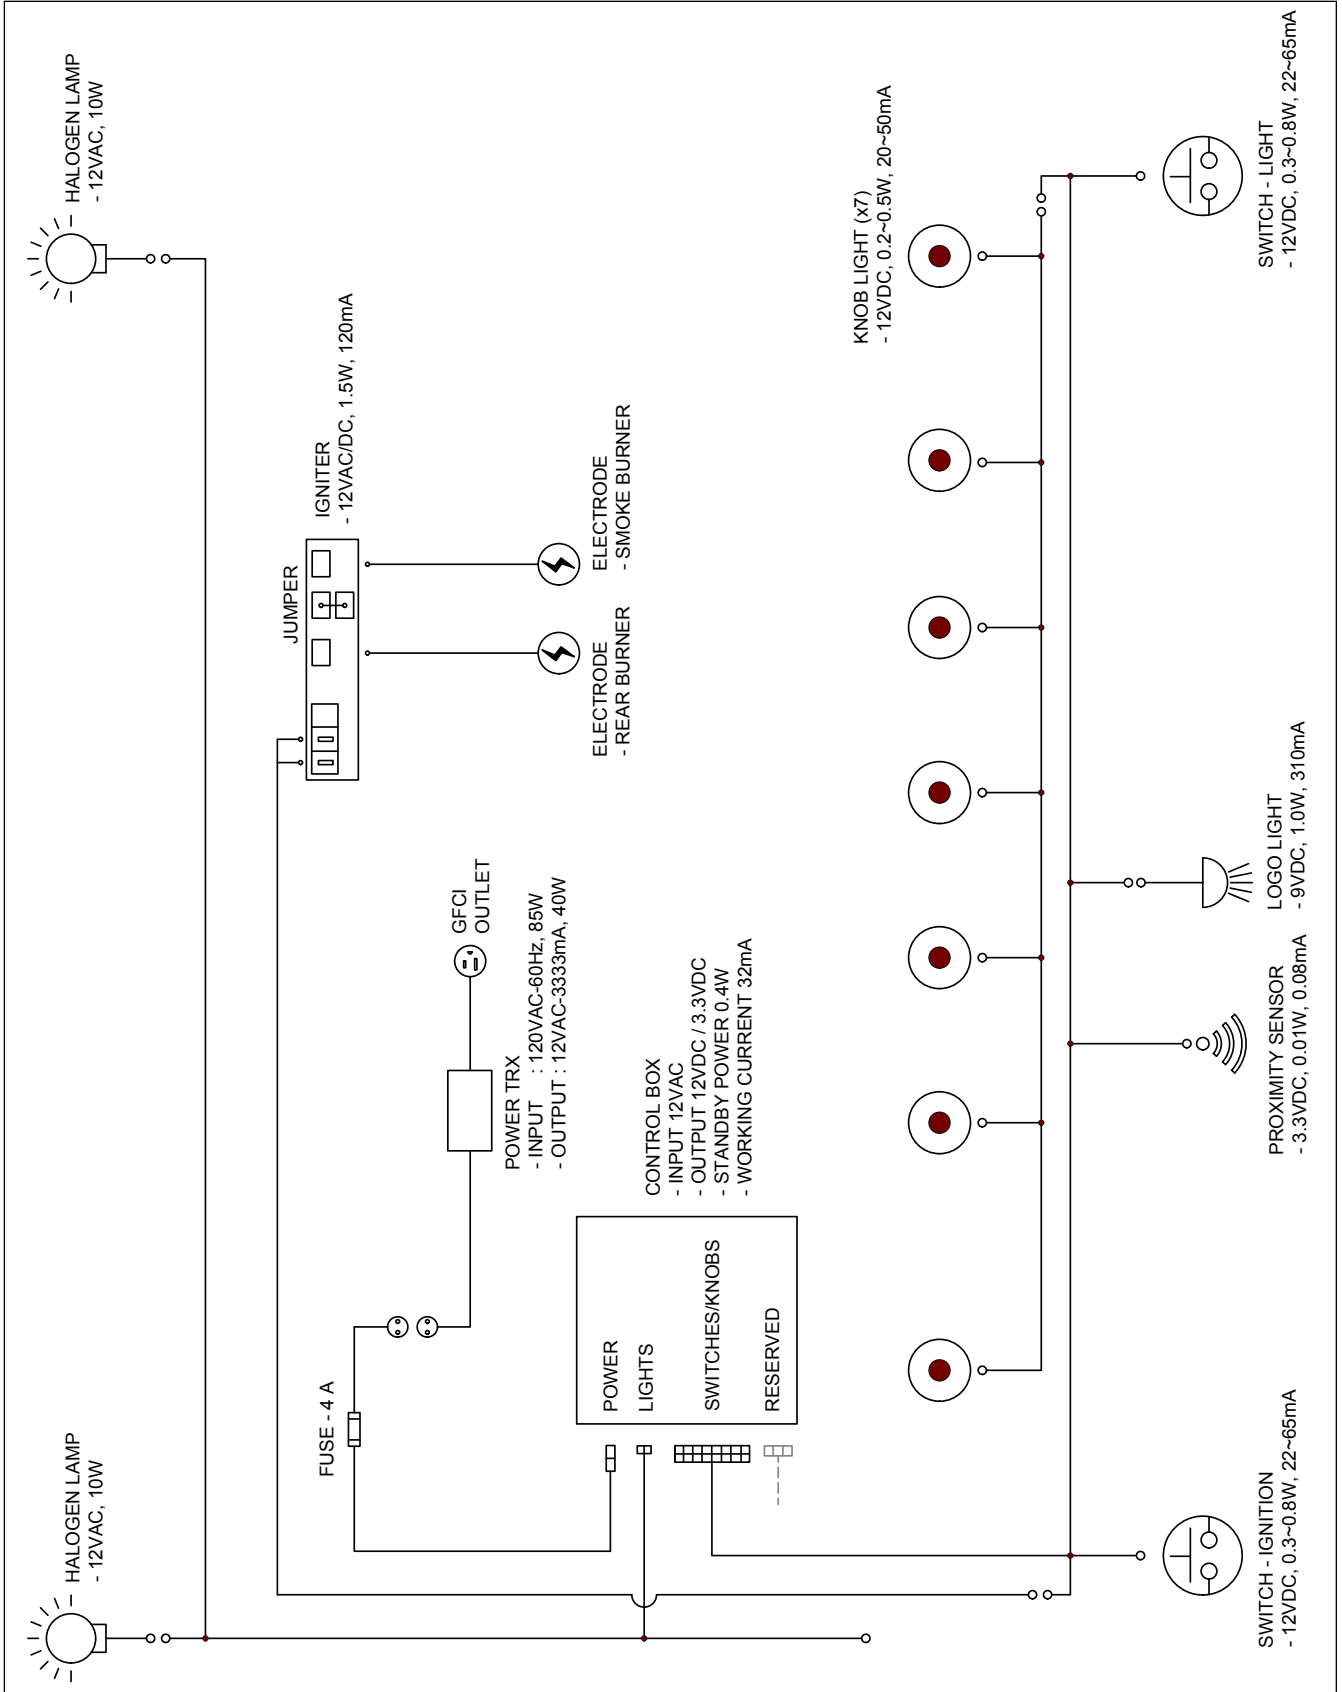 HALOGEN LAMP
- 12VAC, 10W
HALOGEN LAMP
- 12VAC, 10W
FUSE - 4 A
JUMPER
IGNITER
- 12VAC/DC, 1.5W, 120mA
GFCI
OUTLET
POWER TRX
- INPUT : 120VAC-60Hz, 85W
- OUTPUT : 12VAC-3333mA, 40W
ELECTRODE
- REAR BURNER
ELECTRODE
- SMOKE BURNER
CONTROL BOX
- INPUT 12VAC
- OUTPUT 12VDC / 3.3VDC
- STANDBY POWER 0.4W
- WORKING CURRENT 32mA
POWER
LIGHTS
SWITCHES/KNOBS
RESERVED
KNOB LIGHT (x7)
- 12VDC, 0.2~0.5W, 20~50mA
SWITCH - IGNITION
- 12VDC, 0.3~0.8W, 22~65mA
PROXIMITY SENSOR
- 3.3VDC, 0.01W, 0.08mA
LOGO LIGHT
- 9VDC, 1.0W, 310mA
SWITCH - LIGHT
- 12VDC, 0.3~0.8W, 22~65mA